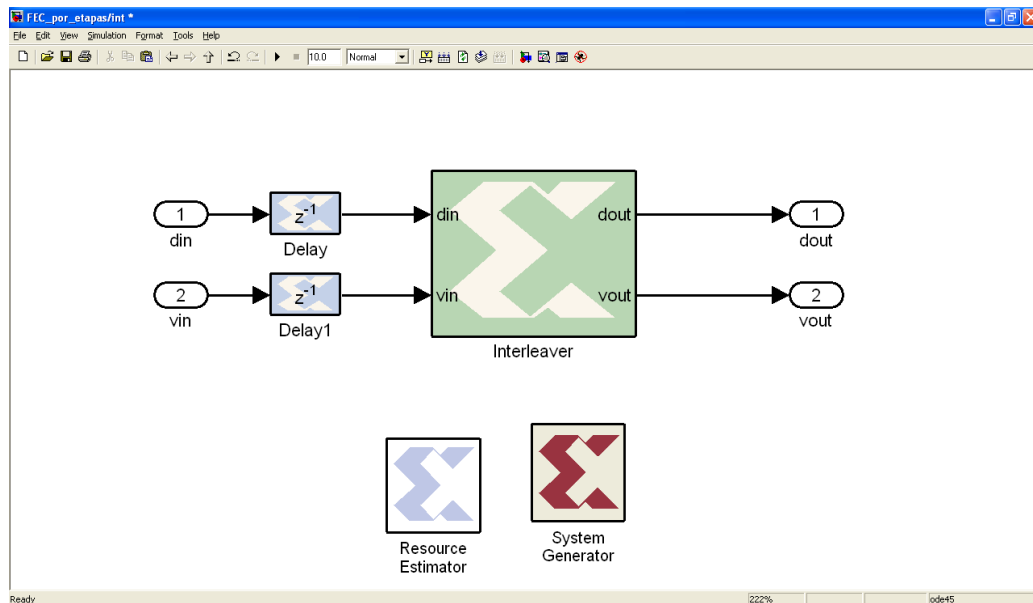 FEC_por_etapas/int *
File Edit View Simulation Format Tools Help
10.0 Normal
1 z-1 din dout 1
din Delay dout
2 z-1 vin vout 2
vin Delay1 vout
Interleaver
Resource
Estimator
System
Generator
Ready 222% ode45